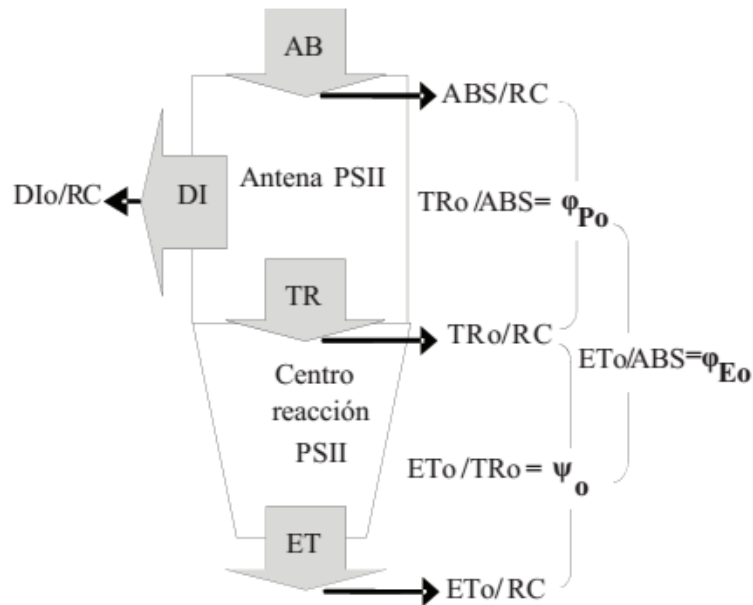 AB
ABS/RC
Antena PSII
DIo/RC
DI
TRo/ABS= φPo
TR
TRo/RC
ETo/ABS=φEo
Centro
reacción
PSII
ETo/TRo= ψo
ET
ETo/RC